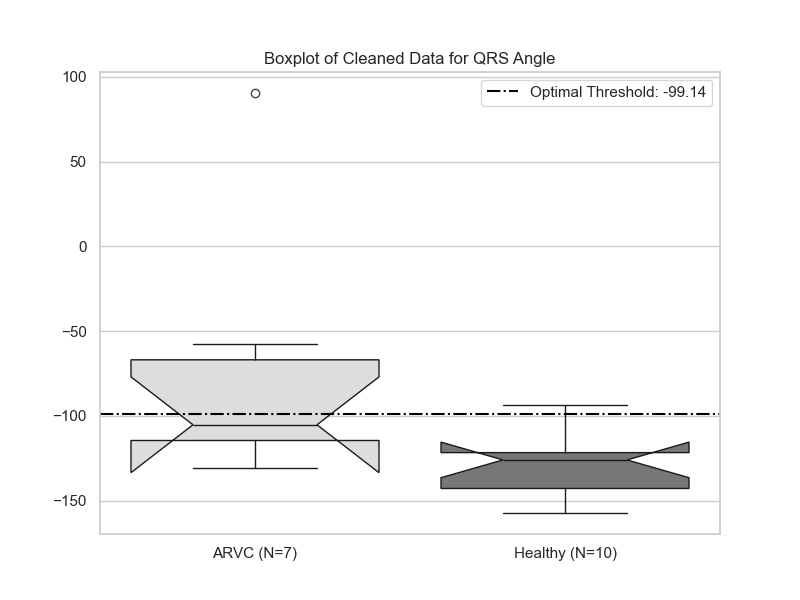 Boxplot of Cleaned Data for QRS Angle
Optimal Threshold: -99.14
100
50
0
−50
−100
−150
ARVC (N=7)
Healthy (N=10)